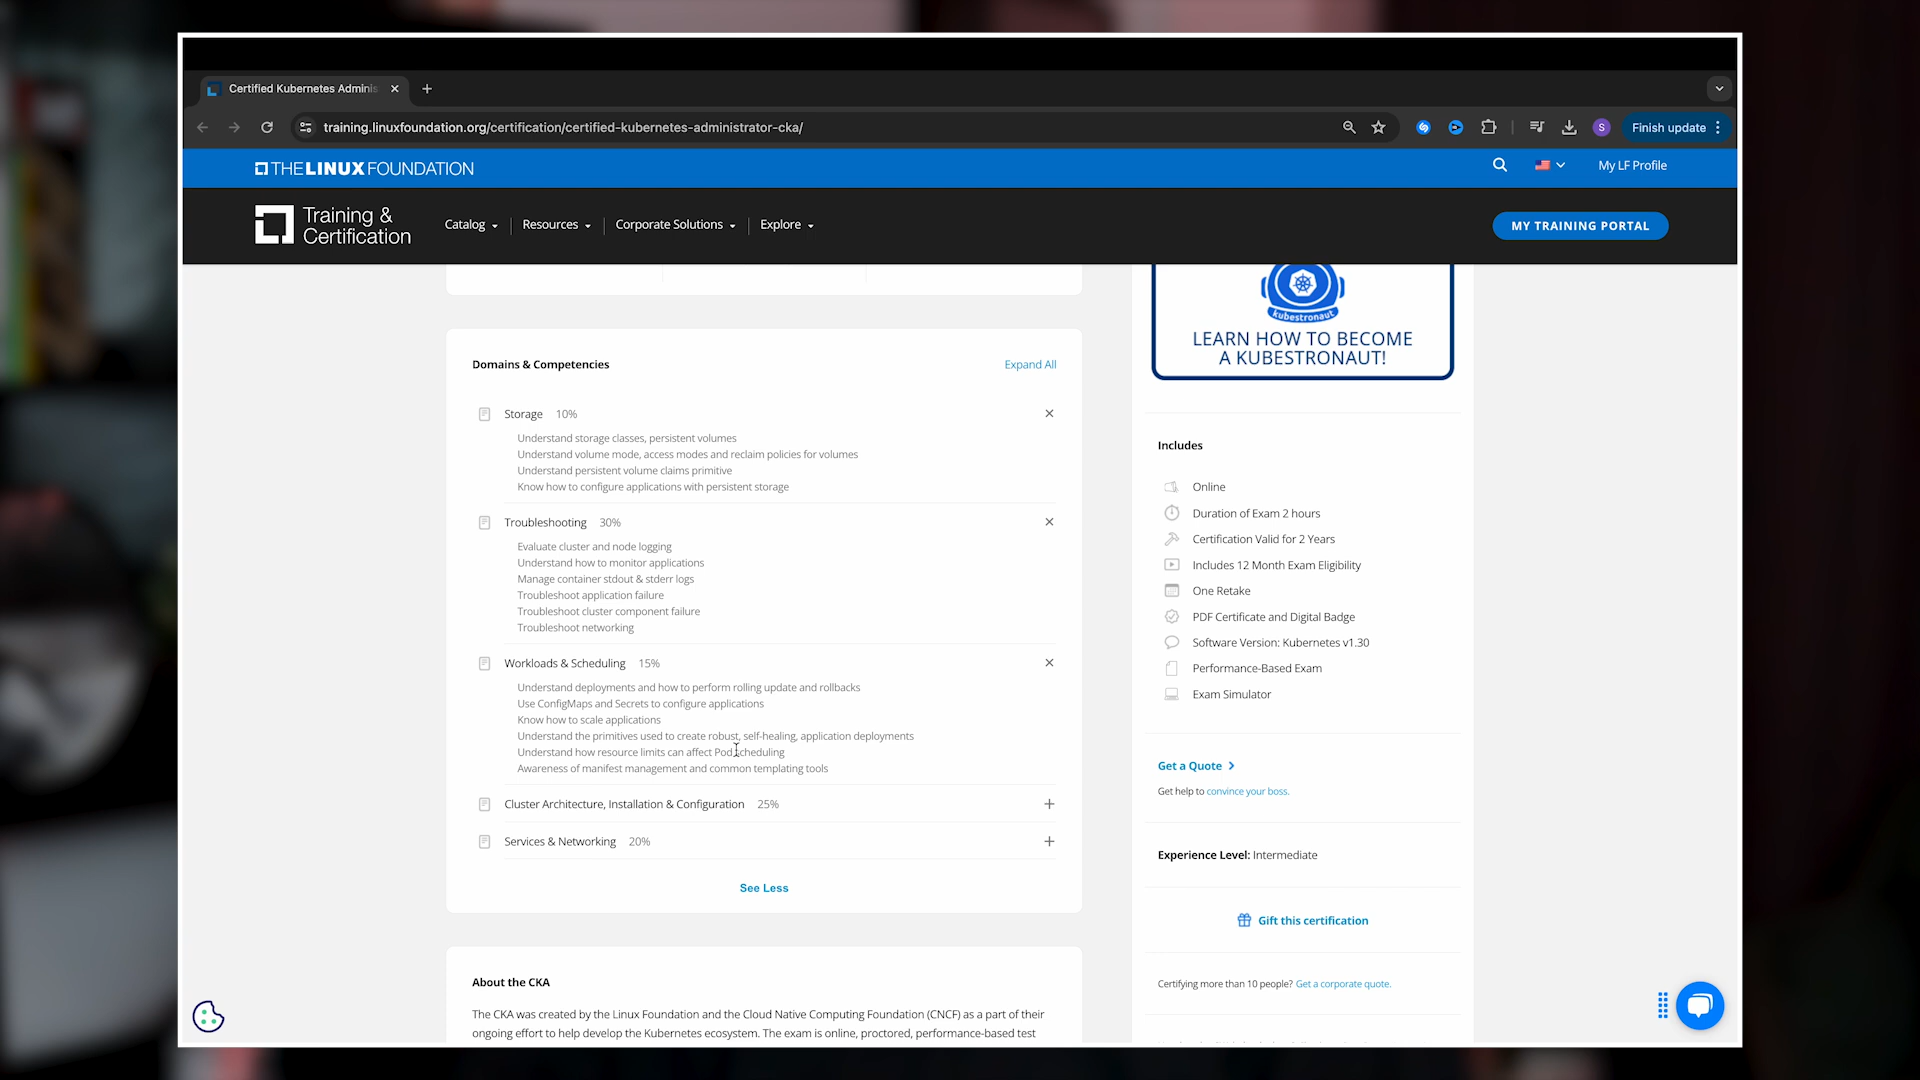 Certified Kubernetes Adminis
training.linuxfoundation.org/certification/certified-kubernetes-administrator-cka/
S
Finish update
THE LINUX FOUNDATION
My LF Profile
Training &
Certification
Catalog
Resources
Corporate Solutions
Explore
MY TRAINING PORTAL
kubestronaut
LEARN HOW TO BECOME
A KUBESTRONAUT!
Domains & Competencies
Expand All
Storage 10%
Understand storage classes, persistent volumes
Understand volume mode, access modes and reclaim policies for volumes
Understand persistent volume claims primitive
Know how to configure applications with persistent storage
Troubleshooting 30%
Evaluate cluster and node logging
Understand how to monitor applications
Manage container stdout & stderr logs
Troubleshoot application failure
Troubleshoot cluster component failure
Troubleshoot networking
Workloads & Scheduling 15%
Understand deployments and how to perform rolling update and rollbacks
Use ConfigMaps and Secrets to configure applications
Know how to scale applications
Understand the primitives used to create robust, self-healing, application deployments
Understand how resource limits can affect Pod scheduling
Awareness of manifest management and common templating tools
Cluster Architecture, Installation & Configuration 25%
Services & Networking 20%
See Less
About the CKA
The CKA was created by the Linux Foundation and the Cloud Native Computing Foundation (CNCF) as a part of their
ongoing effort to help develop the Kubernetes ecosystem. The exam is online, proctored, performance-based test
Includes
Online
Duration of Exam 2 hours
Certification Valid for 2 Years
Includes 12 Month Exam Eligibility
One Retake
PDF Certificate and Digital Badge
Software Version: Kubernetes v1.30
Performance-Based Exam
Exam Simulator
Get a Quote
Get help to convince your boss.
Experience Level: Intermediate
Gift this certification
Certifying more than 10 people? Get a corporate quote.